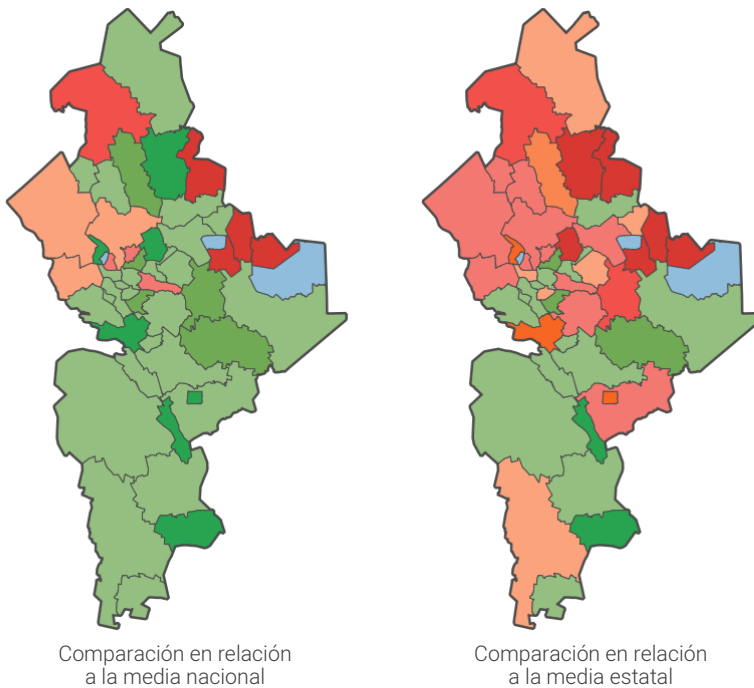 Comparación en relación
a la media nacional
Comparación en relación
a la media estatal